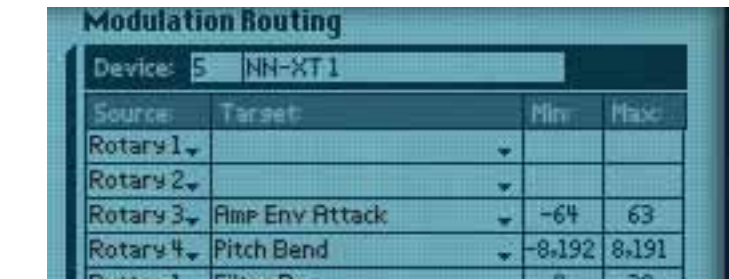 Modulation Routing
Device: 5 NN-XT 1
Source: Target: Min: Max:
Rotary 1
Rotary 2
Rotary 3 Amp Env Attack -64 63
Rotary 4 Pitch Bend -8,192 8,191